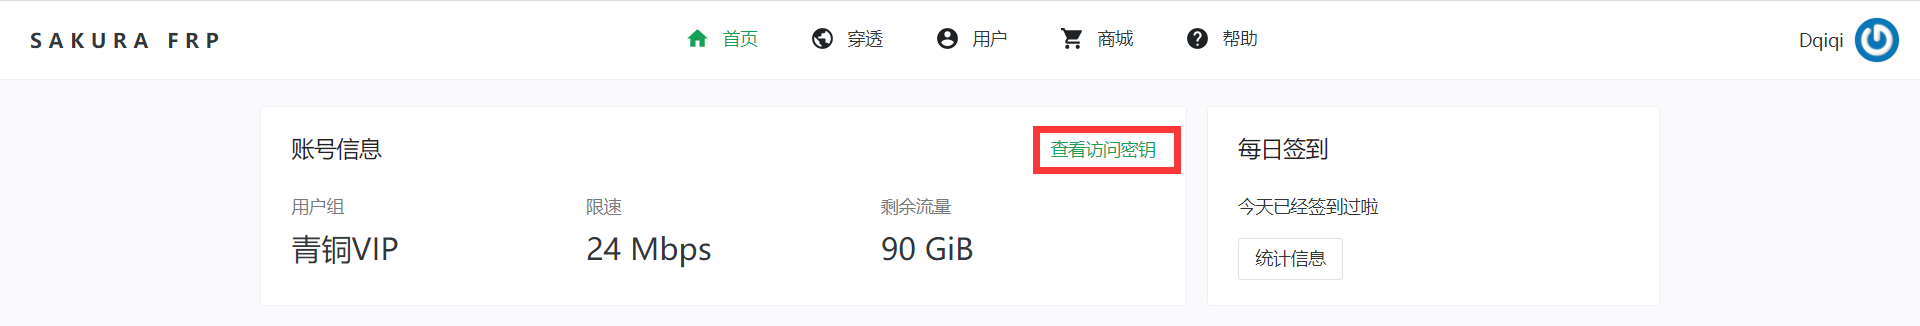 SAKURA FRP
首页
穿透
用户
商城
帮助
Dqiqi
账号信息
查看访问密钥
用户组
限速
剩余流量
青铜VIP
24 Mbps
90 GiB
每日签到
今天已经签到过啦
统计信息